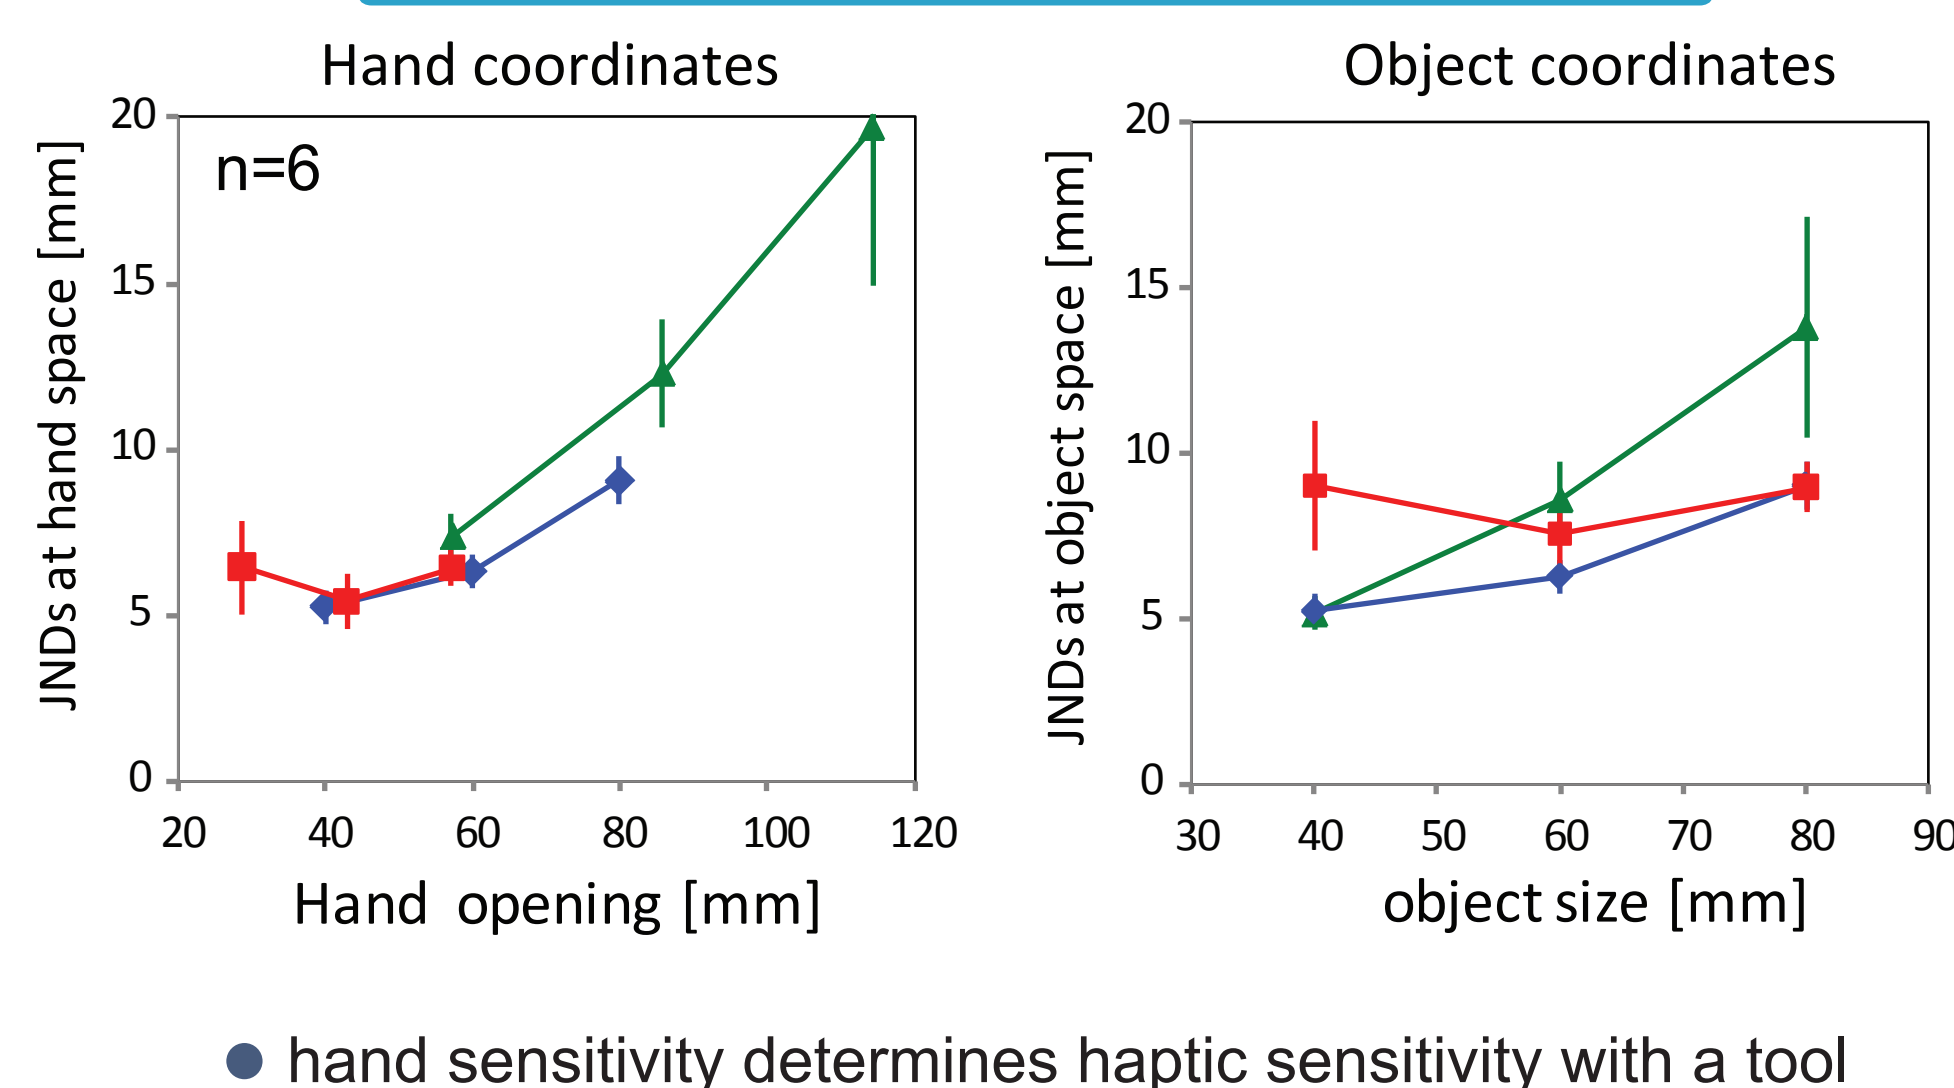 Hand coordinates
20
15
10
5
0
JNDs at hand space [mm]
n=6
20 40 60 80 100 120
Hand opening [mm]
Object coordinates
20
15
10
5
0
JNDs at object space [mm]
30 40 50 60 70 80 90
object size [mm]
● hand sensitivity determines haptic sensitivity with a tool